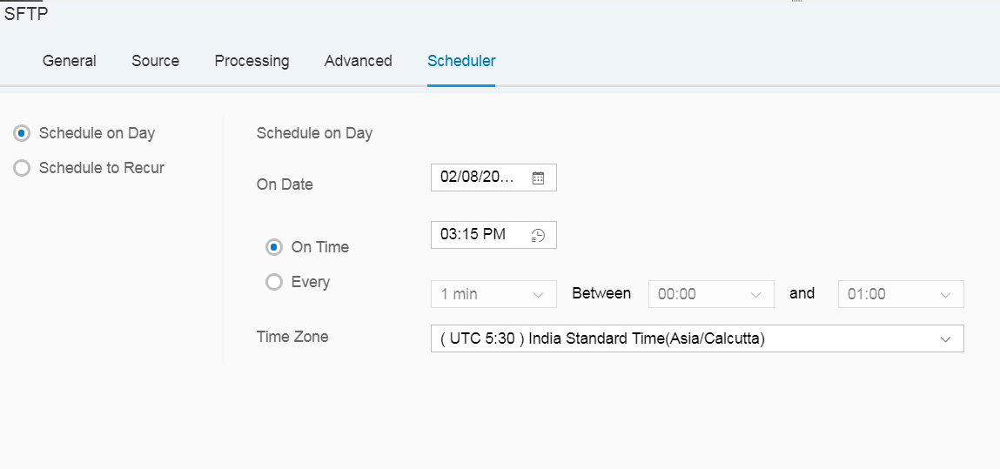 SFTP
General Source Processing Advanced Scheduler
Schedule on Day
Schedule to Recur
Schedule on Day
On Date 02/08/20...
On Time 03:15 PM
Every 1 min Between 00:00 and 01:00
Time Zone ( UTC 5:30 ) India Standard Time(Asia/Calcutta)